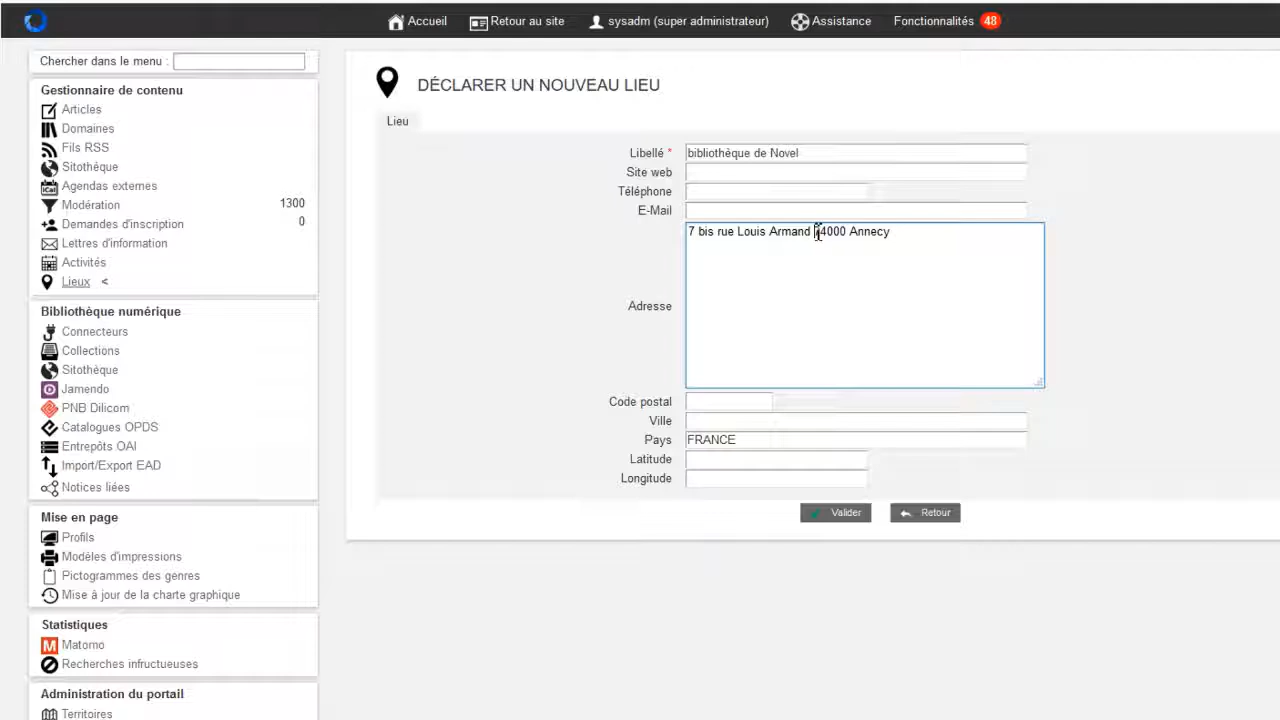 Accueil
Retour au site
sysadm (super administrateur)
Assistance
Fonctionnalités 48
Chercher dans le menu :
Gestionnaire de contenu
Articles
Domaines
Fils RSS
Sitothèque
Agendas externes
Modération 1300
Demandes d'inscription 0
Lettres d'information
Activités
Lieux <
Bibliothèque numérique
Connecteurs
Collections
Sitothèque
Jamendo
PNB Dilicom
Catalogues OPDS
Entrepôts OAI
Import/Export EAD
Notices liées
Mise en page
Profils
Modèles d'impressions
Pictogrammes des genres
Mise à jour de la charte graphique
Statistiques
Matomo
Recherches infructueuses
Administration du portail
Territoires
DÉCLARER UN NOUVEAU LIEU
Lieu
Libellé * bibliothèque de Novel
Site web
Téléphone
E-Mail
Adresse 7 bis rue Louis Armand 4000 Annecy
Code postal
Ville
Pays FRANCE
Latitude
Longitude
Valider
Retour